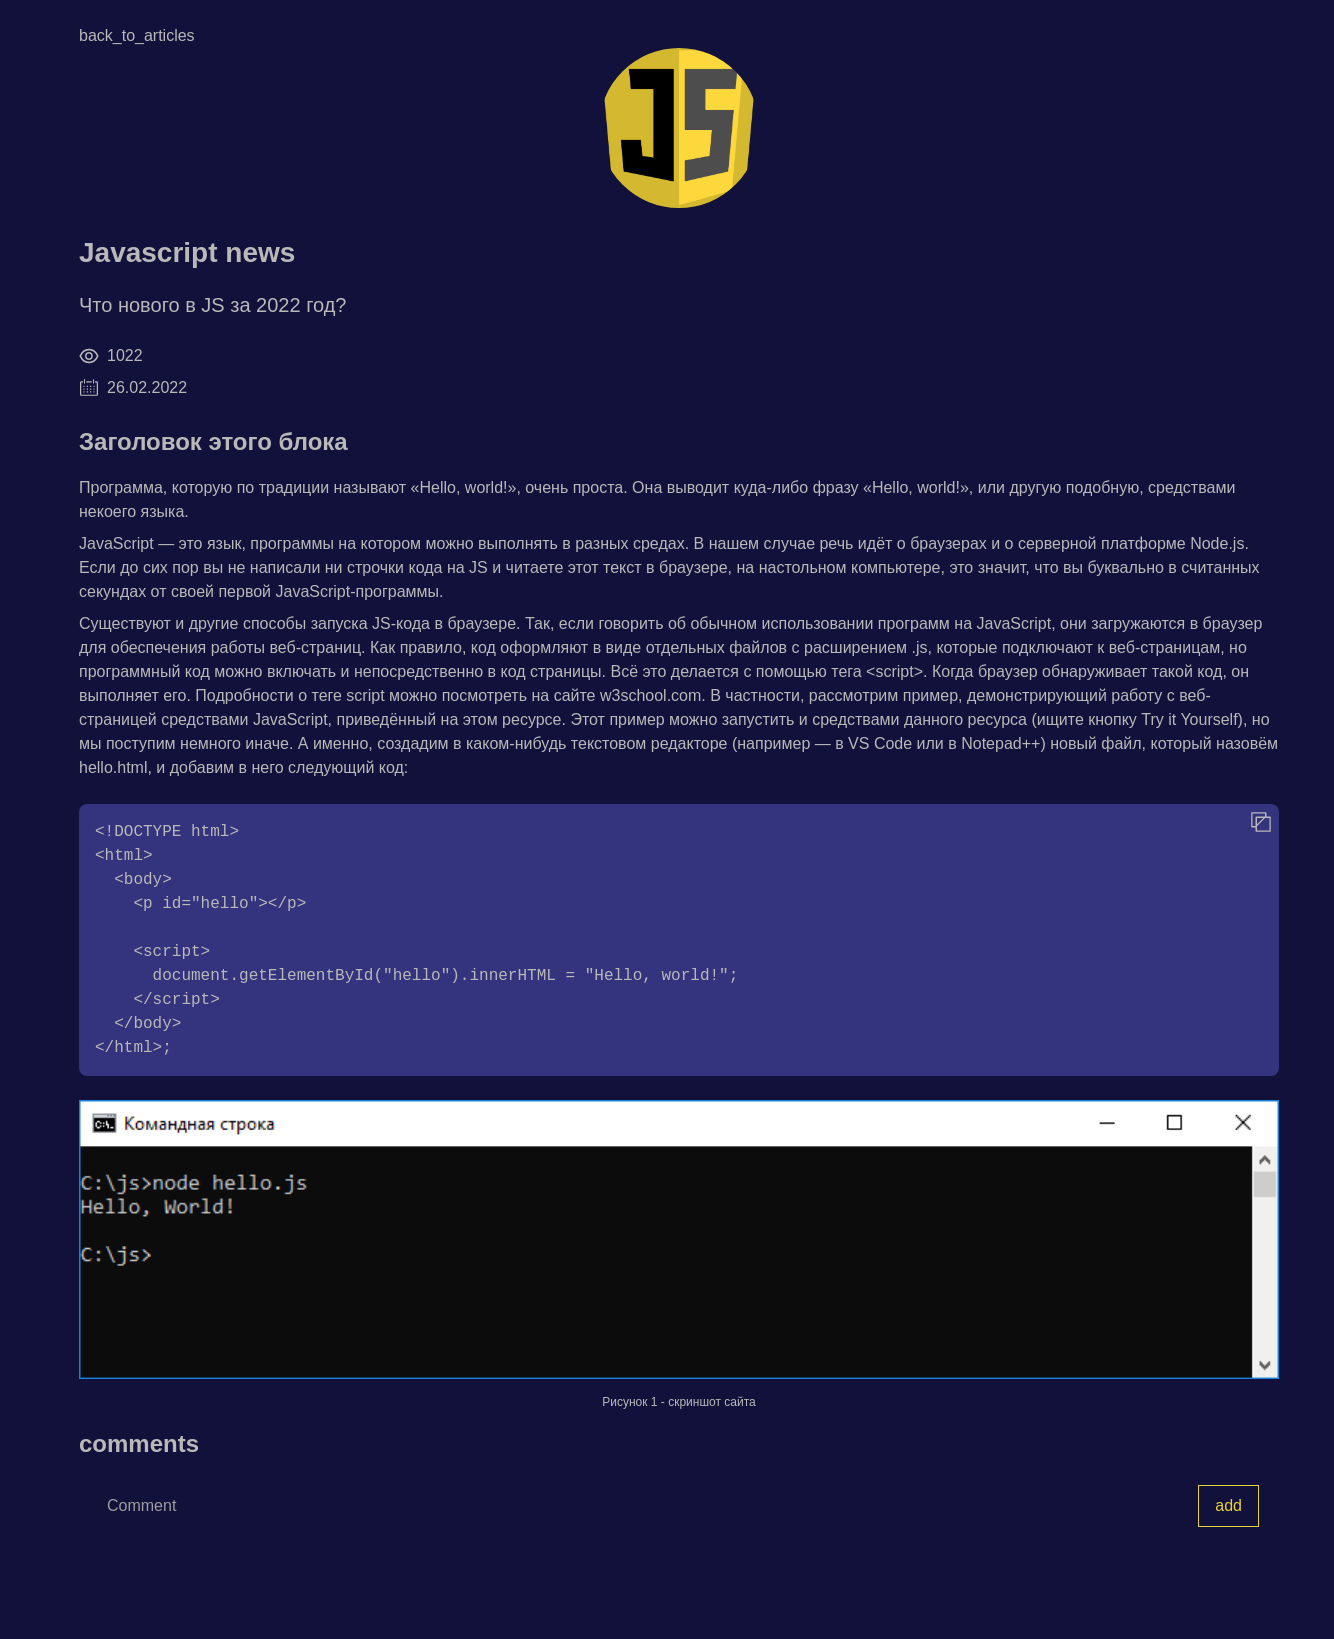 back_to_articles
JS
Javascript news
Что нового в JS за 2022 год?
1022
26.02.2022
Заголовок этого блока
Программа, которую по традиции называют «Hello, world!», очень проста. Она выводит куда-либо фразу «Hello, world!», или другую подобную, средствами
некоего языка.
JavaScript — это язык, программы на котором можно выполнять в разных средах. В нашем случае речь идёт о браузерах и о серверной платформе Node.js.
Если до сих пор вы не написали ни строчки кода на JS и читаете этот текст в браузере, на настольном компьютере, это значит, что вы буквально в считанных
секундах от своей первой JavaScript-программы.
Существуют и другие способы запуска JS-кода в браузере. Так, если говорить об обычном использовании программ на JavaScript, они загружаются в браузер
для обеспечения работы веб-страниц. Как правило, код оформляют в виде отдельных файлов с расширением .js, которые подключают к веб-страницам, но
программный код можно включать и непосредственно в код страницы. Всё это делается с помощью тега <script>. Когда браузер обнаруживает такой код, он
выполняет его. Подробности о теге script можно посмотреть на сайте w3school.com. В частности, рассмотрим пример, демонстрирующий работу с веб-
страницей средствами JavaScript, приведённый на этом ресурсе. Этот пример можно запустить и средствами данного ресурса (ищите кнопку Try it Yourself), но
мы поступим немного иначе. А именно, создадим в каком-нибудь текстовом редакторе (например — в VS Code или в Notepad++) новый файл, который назовём
hello.html, и добавим в него следующий код:
<!DOCTYPE html>
<html>
  <body>
    <p id="hello"></p>

    <script>
      document.getElementById("hello").innerHTML = "Hello, world!";
    </script>
  </body>
</html>;
Командная строка
C:\js>node hello.js
Hello, World!
C:\js>
Рисунок 1 - скриншот сайта
comments
Comment
add